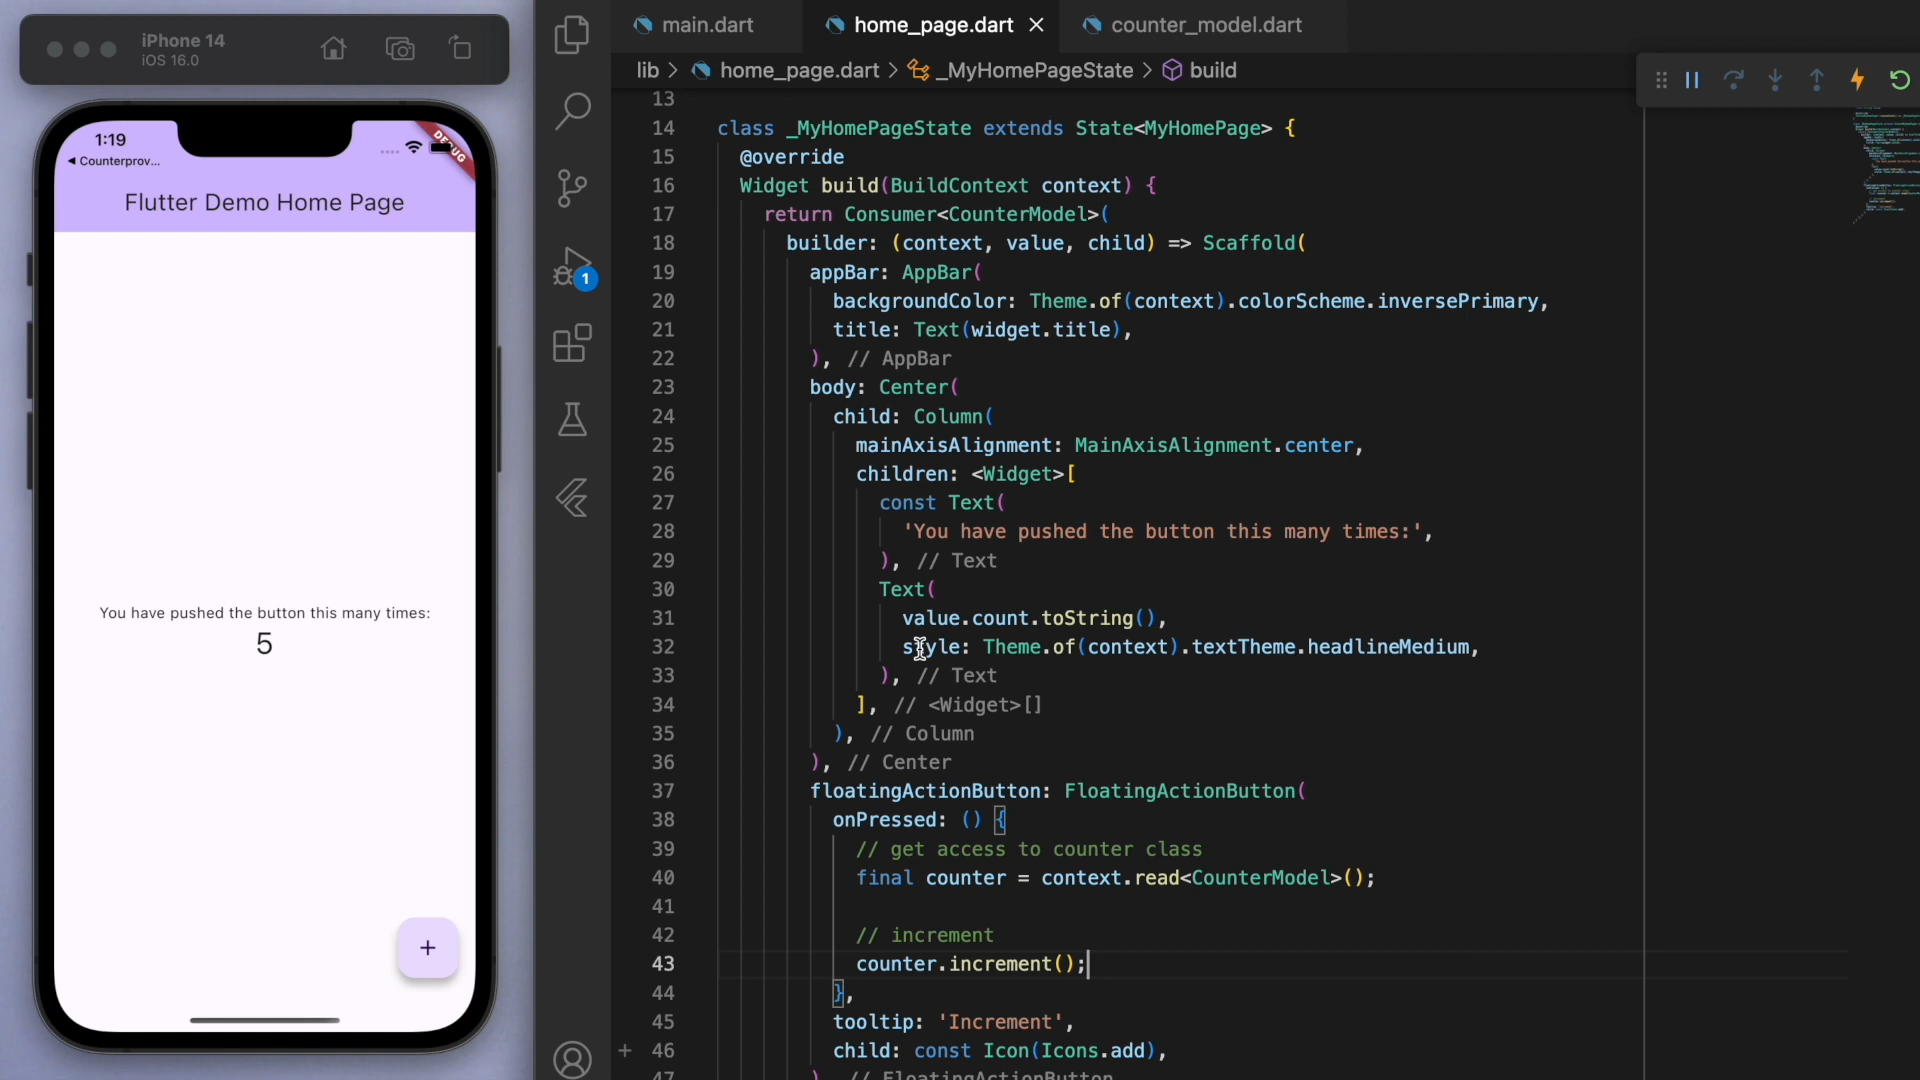 iPhone 14
iOS 16.0
1:19
◀ Counterprov...
DEBUG
Flutter Demo Home Page
You have pushed the button this many times:
5
+
1
main.dart
home_page.dart
counter_model.dart
lib > home_page.dart > _MyHomePageState > build
13
14 class _MyHomePageState extends State<MyHomePage> {
15 @override
16 Widget build(BuildContext context) {
17 return Consumer<CounterModel>(
18 builder: (context, value, child) => Scaffold(
19 appBar: AppBar(
20 backgroundColor: Theme.of(context).colorScheme.inversePrimary,
21 title: Text(widget.title),
22 ), // AppBar
23 body: Center(
24 child: Column(
25 mainAxisAlignment: MainAxisAlignment.center,
26 children: <Widget>[
27 const Text(
28 'You have pushed the button this many times:',
29 ), // Text
30 Text(
31 value.count.toString(),
32 style: Theme.of(context).textTheme.headlineMedium,
33 ), // Text
34 ], // <Widget>[]
35 ), // Column
36 ), // Center
37 floatingActionButton: FloatingActionButton(
38 onPressed: () {
39 // get access to counter class
40 final counter = context.read<CounterModel>();
41
42 // increment
43 counter.increment();
44 },
45 tooltip: 'Increment',
46 child: const Icon(Icons.add),
47 ), // FloatingActionButton